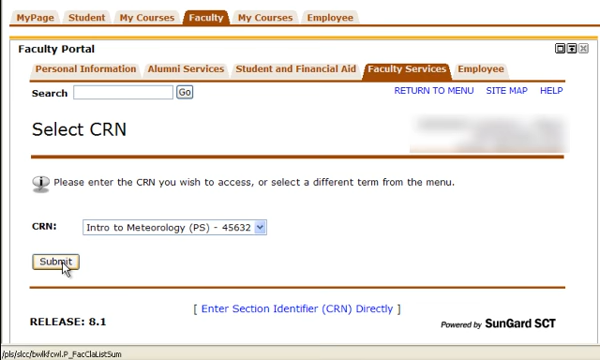 MyPage Student My Courses Faculty My Courses Employee
Faculty Portal
Personal Information Alumni Services Student and Financial Aid Faculty Services Employee
Search Go RETURN TO MENU SITE MAP HELP
Select CRN
Please enter the CRN you wish to access, or select a different term from the menu.
CRN: Intro to Meteorology (PS) - 45632
Submit
[ Enter Section Identifier (CRN) Directly ]
RELEASE: 8.1 Powered by SunGard SCT
/pls/slcc/bwlkfcwl.P_FacClaListSum